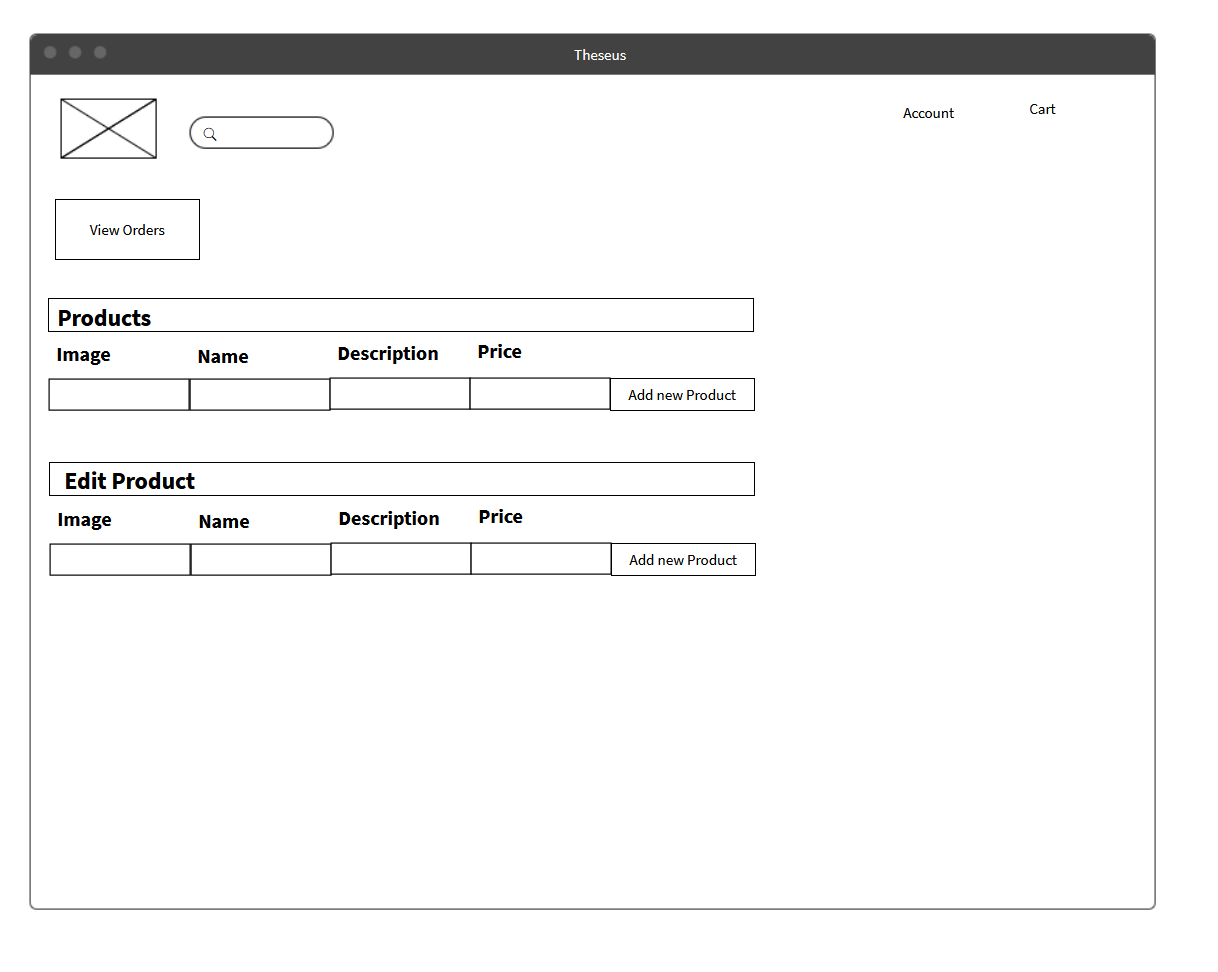 Theseus
Account Cart
View Orders
Products
Image Name Description Price
Add new Product
Edit Product
Image Name Description Price
Add new Product